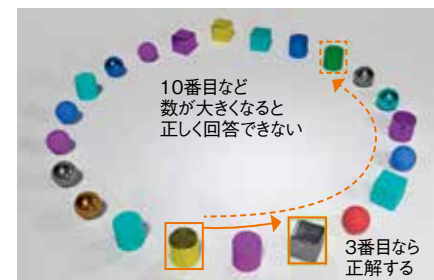 10番目など
数が大きくなると
正しく回答できない
3番目なら
正解する